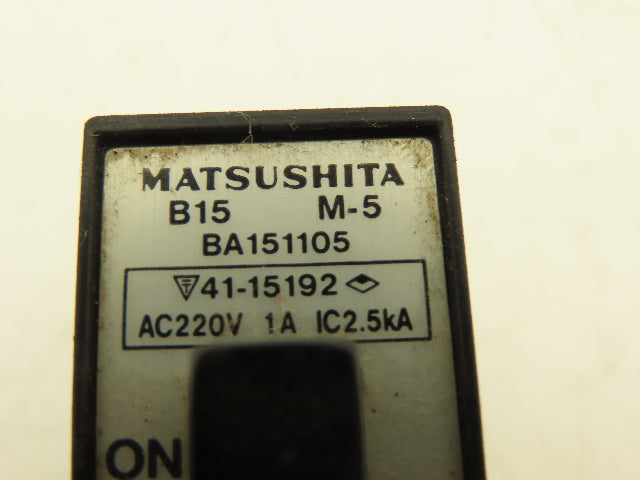 MATSUSHITA
B15 M-5
BA151105
41-15192
AC220V 1A IC2.5kA
ON